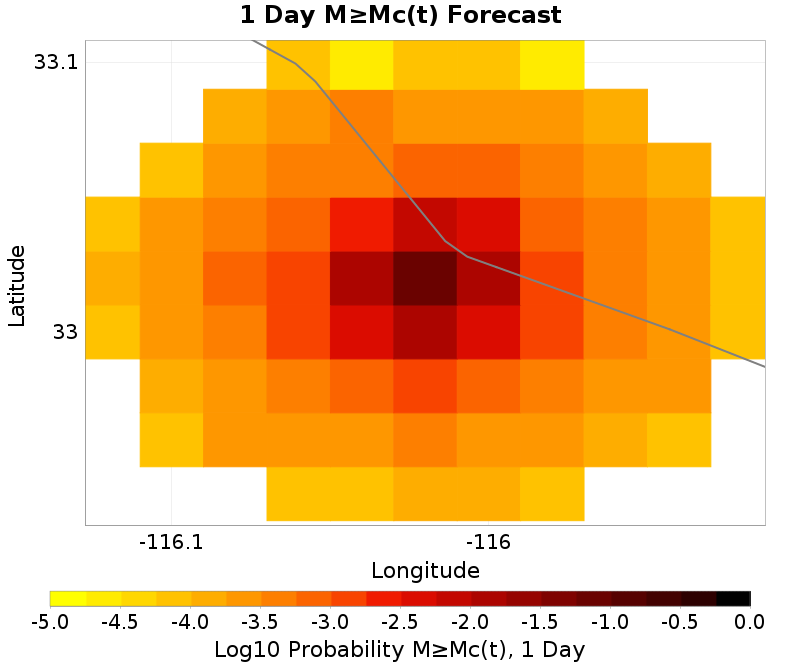 1 Day M≥Mc(t) Forecast
33.1
33
Latitude
-116.1 -116
Longitude
-5.0 -4.5 -4.0 -3.5 -3.0 -2.5 -2.0 -1.5 -1.0 -0.5 0.0
Log10 Probability M≥Mc(t), 1 Day